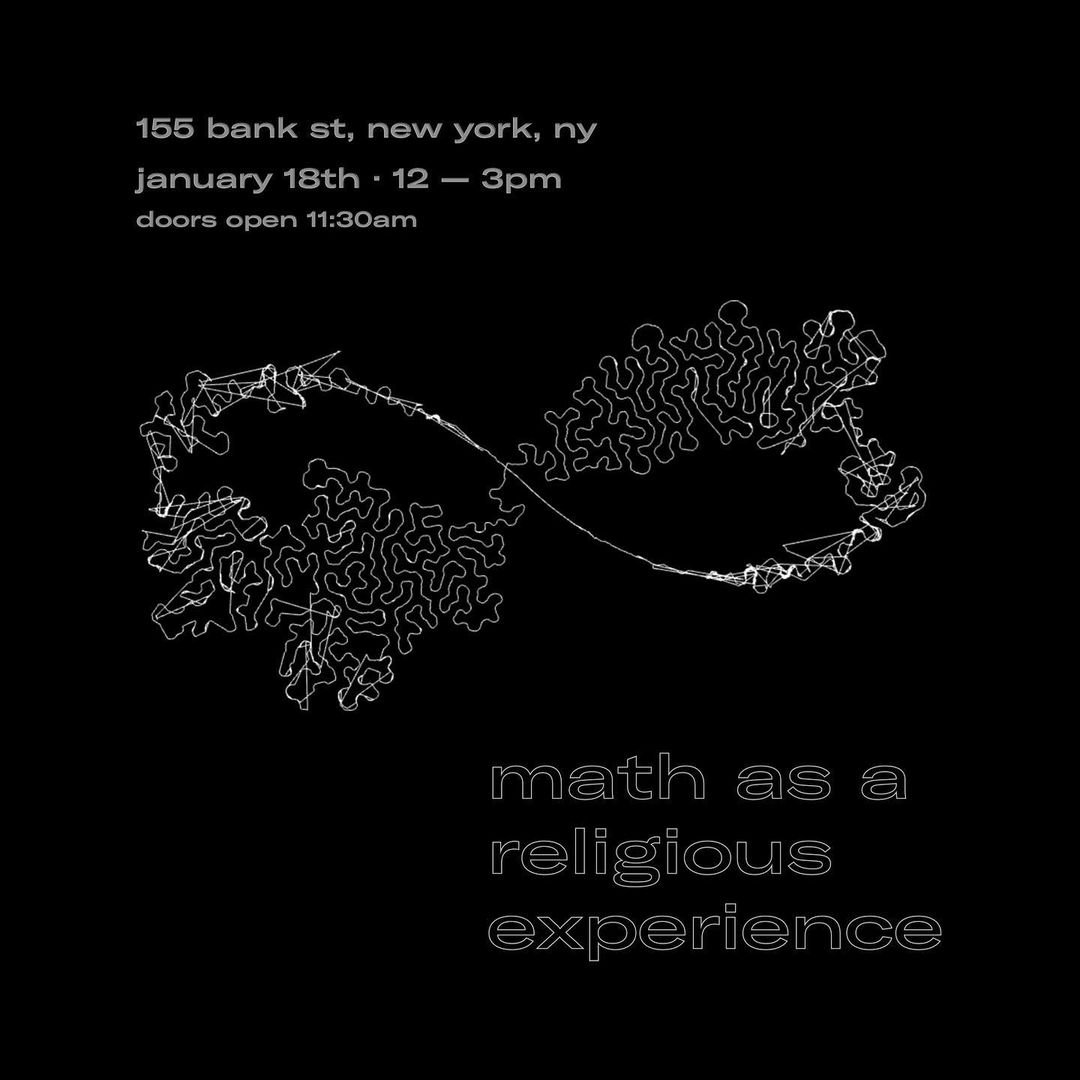 155 bank st, new york, ny
january 18th · 12 — 3pm
doors open 11:30am
math as a
religious
experience